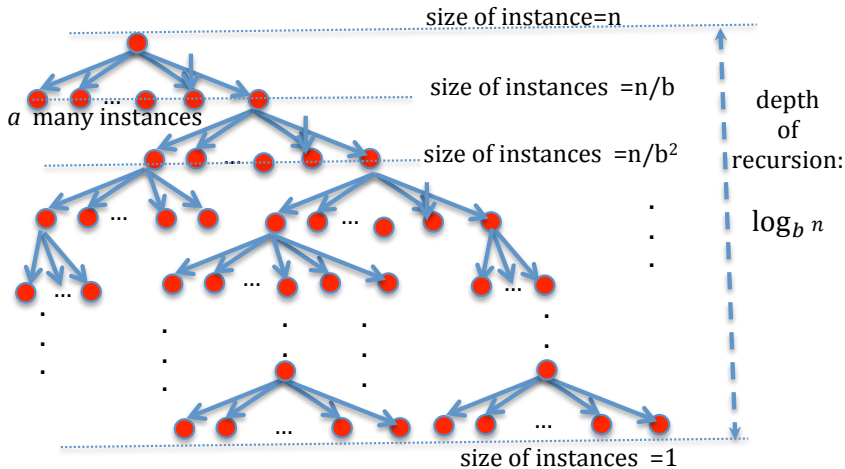 size of instance=n
size of instances =n/b
...
a many instances
depth
of
recursion:
size of instances =n/b²
...
... ...
log_b n
... ... ...
... ...
size of instances =1